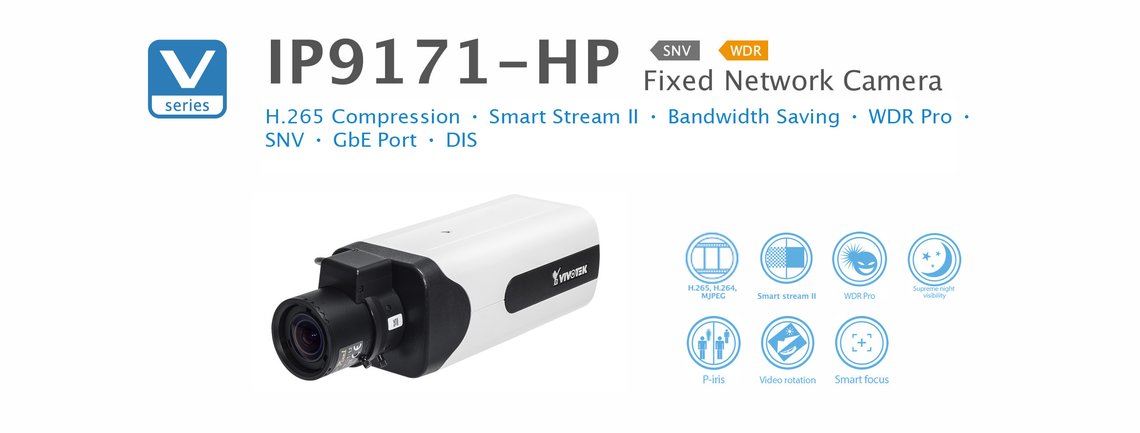 V
series
IP9171-HP
SNV
WDR
Fixed Network Camera
H.265 Compression · Smart Stream II · Bandwidth Saving · WDR Pro ·
SNV · GbE Port · DIS
VIVOTEK
H.265, H.264,
MJPEG
Smart stream II
WDR Pro
Supreme night
visibility
P-iris
Video rotation
Smart focus